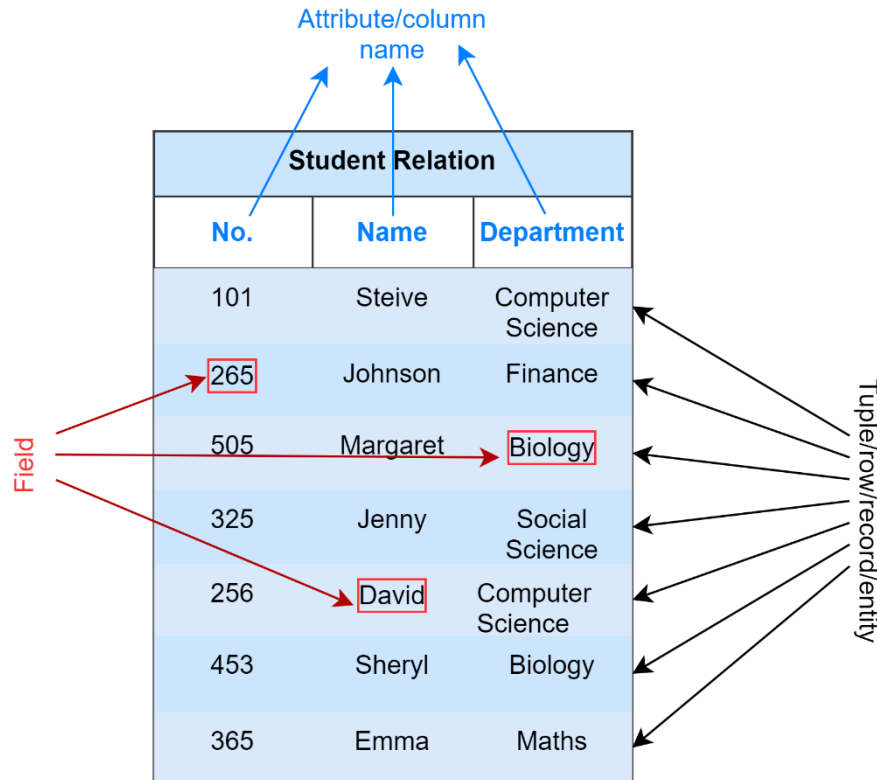 Attribute/column
name
Student Relation
No. Name Department
101 Steive Computer
Science
265 Johnson Finance
Field
505 Margaret Biology
325 Jenny Social
Science
256 David Computer
Science
453 Sheryl Biology
365 Emma Maths
Tuple/row/record/entity